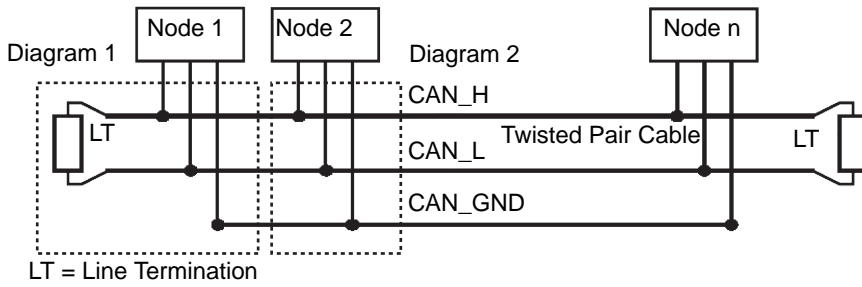 Node 1
Node 2
Node n
Diagram 1
Diagram 2
CAN_H
LT
Twisted Pair Cable
LT
CAN_L
CAN_GND
LT = Line Termination